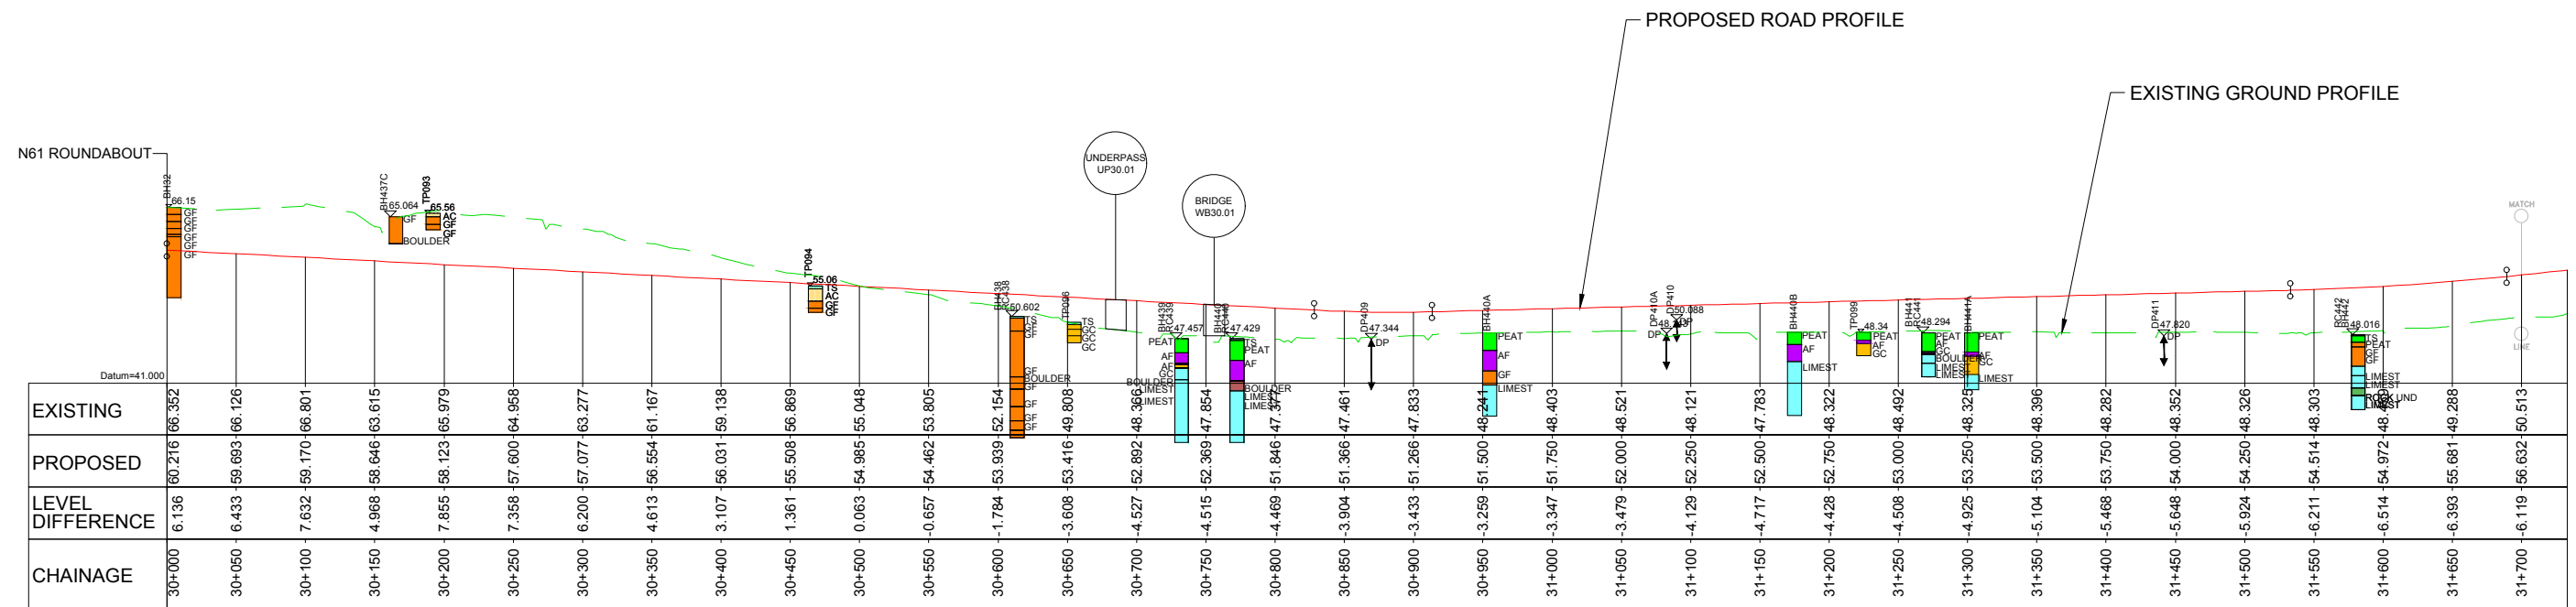 PROPOSED ROAD PROFILE
EXISTING GROUND PROFILE
N61 ROUNDABOUT
UNDERPASS
UP30.01
BRIDGE
WB30.01
MATCH
LINE
BH32
66.15
GF
GF
GF
GF
GF
BH437C
65.064
GF
BOULDER
TP093
65.56
AC
GF
GF
TP094
55.06
TS
AC
GF
GF
BH438
RC438
50.602
TS
GF
GF
GF
BOULDER
GF
GF
GF
GF
TP096
TS
GC
GC
GC
BH439
RC439
47.457
PEAT
AF
AF
GC
BOULDER
LIMEST
LIMEST
BH440
RC440
47.429
TS
PEAT
AF
BOULDER
LIMEST
LIMEST
DP409
47.344
DP
BH440A
PEAT
AF
GF
LIMEST
DP410A
DP
DP410
50.088
DP
BH440B
PEAT
AF
LIMEST
TP099
48.34
PEAT
AF
GC
BH441
RC441
48.294
PEAT
AF
GC
BOULDER
LIMEST
LIMEST
BH441A
PEAT
AF
GC
LIMEST
DP411
47.820
DP
RC442
BH442
48.016
TS
PEAT
GF
GF
LIMEST
LIMEST
ROCK UND
LIMEST
Datum=41.000
EXISTING 66.352 66.126 66.801 63.615 65.979 64.958 63.277 61.167 59.138 56.869 55.048 53.805 52.154 49.808 48.366 47.854 47.377 47.461 47.833 48.241 48.403 48.521 48.121 47.783 48.322 48.492 48.325 48.396 48.282 48.352 48.326 48.303 49.288 50.513
PROPOSED 60.216 59.693 59.170 58.646 58.123 57.600 57.077 56.554 56.031 55.508 54.985 54.462 53.939 53.416 52.892 52.369 51.846 51.366 51.266 51.500 51.750 52.000 52.250 52.500 52.750 53.000 53.250 53.500 53.750 54.000 54.250 54.514 54.972 55.681 56.632
LEVEL
DIFFERENCE 6.136 6.433 7.632 4.968 7.855 7.358 6.200 4.613 3.107 1.361 0.063 -0.657 -1.784 -3.608 -4.527 -4.515 -4.469 -3.904 -3.433 -3.259 -3.347 -3.479 -4.129 -4.717 -4.428 -4.508 -4.925 -5.104 -5.468 -5.648 -5.924 -6.211 -6.514 -6.393 -6.119
CHAINAGE 30+000 30+050 30+100 30+150 30+200 30+250 30+300 30+350 30+400 30+450 30+500 30+550 30+600 30+650 30+700 30+750 30+800 30+850 30+900 30+950 31+000 31+050 31+100 31+150 31+200 31+250 31+300 31+350 31+400 31+450 31+500 31+550 31+600 31+650 31+700